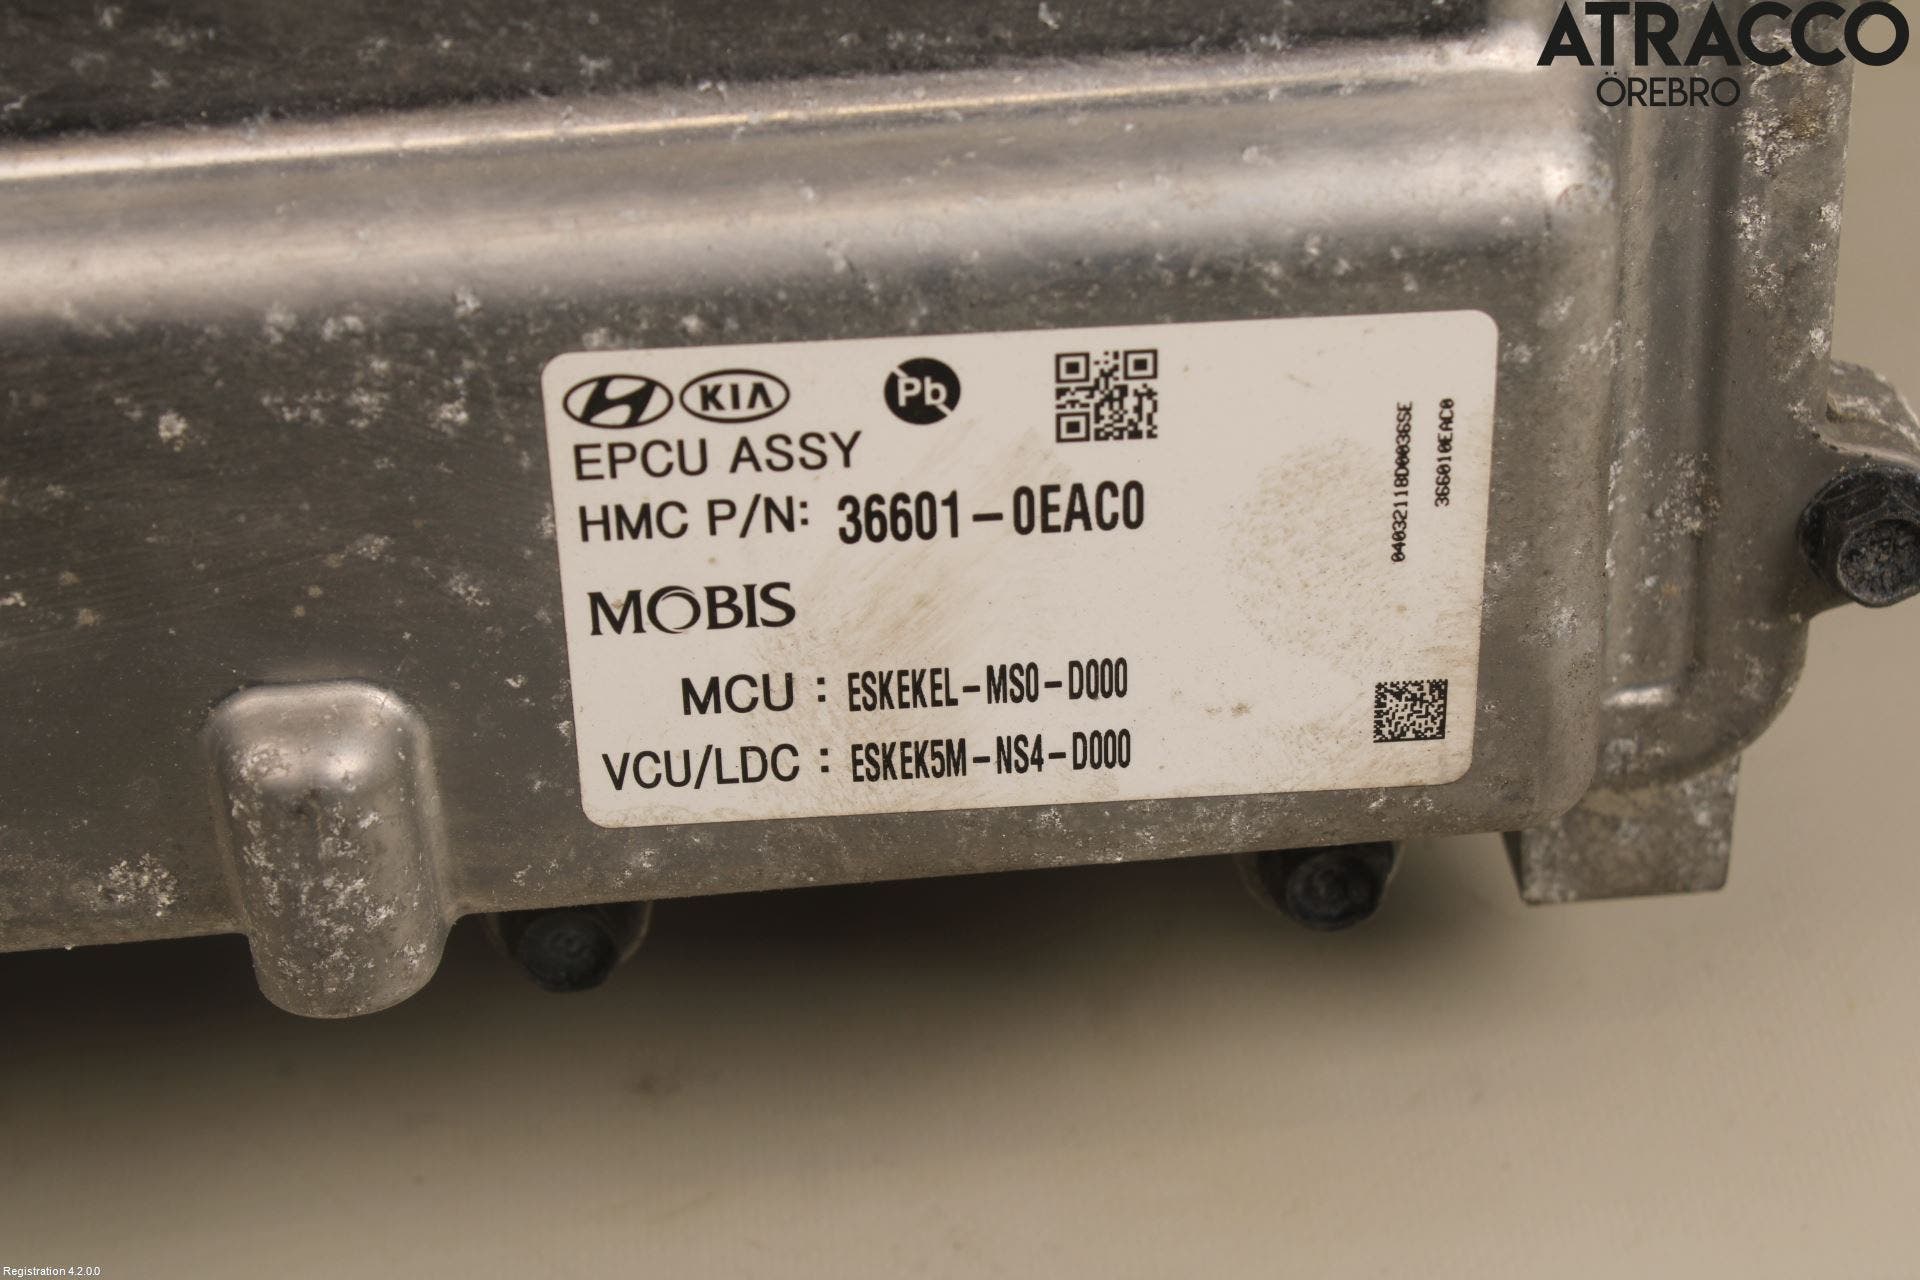 ATRACCO
ÖREBRO
KIA
Pb
EPCU ASSY
HMC P/N: 36601-0EAC0
MOBIS
MCU : ESKEKEL-MS0-D000
VCU/LDC : ESKEK5M-NS4-D000
0403211BD0036SE
366010EAC0
Registration 4.2.0.0